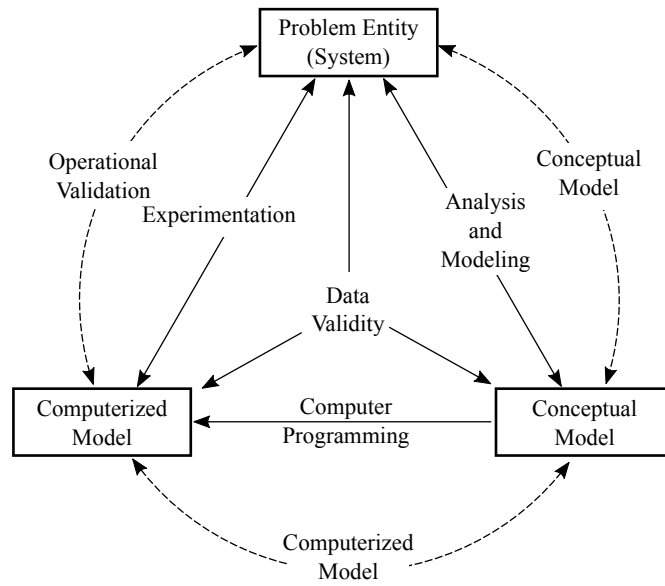 Problem Entity
(System)
Operational
Validation
Conceptual
Model
Experimentation
Analysis
and
Modeling
Data
Validity
Computerized
Model
Computer
Programming
Conceptual
Model
Computerized
Model